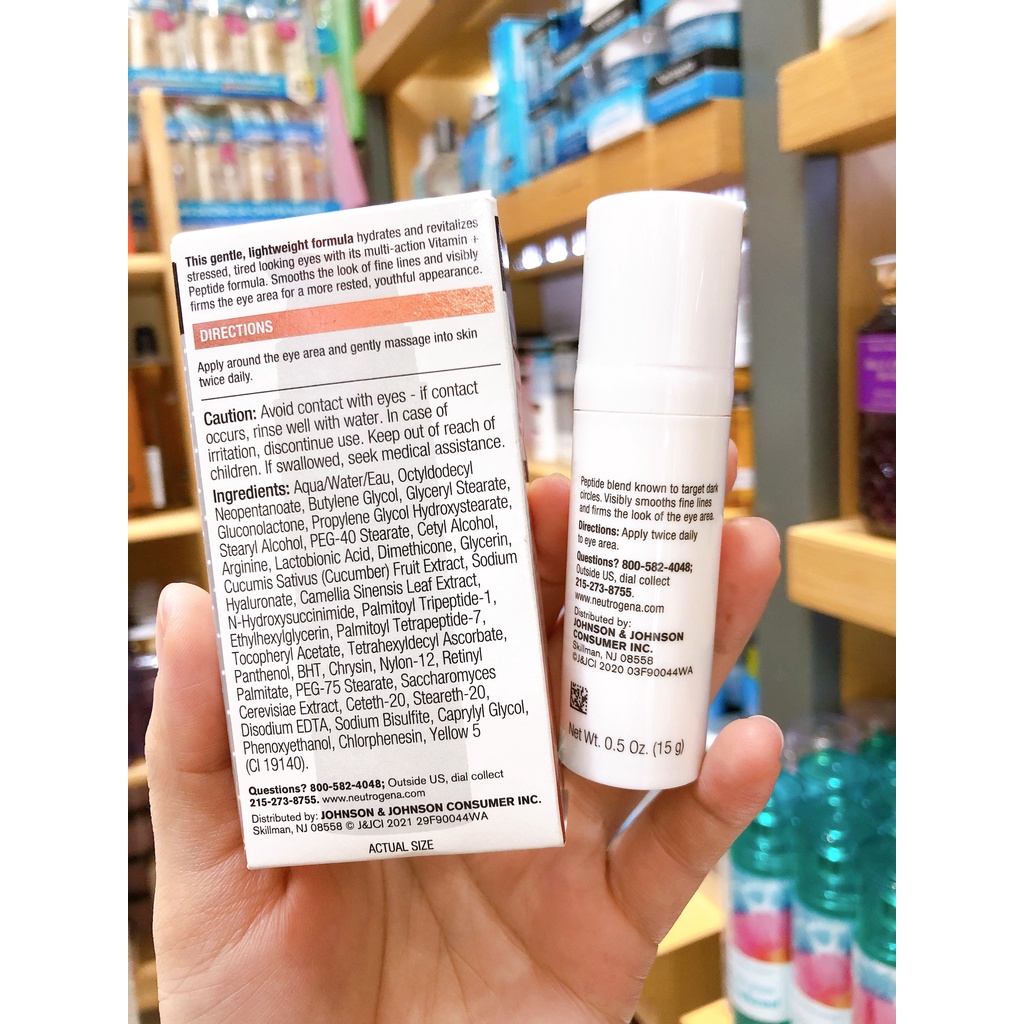 This gentle, lightweight formula hydrates and revitalizes
stressed, tired looking eyes with its multi-action Vitamin +
Peptide formula. Smooths the look of fine lines and visibly
firms the eye area for a more rested, youthful appearance.
DIRECTIONS
Apply around the eye area and gently massage into skin
twice daily.
Caution: Avoid contact with eyes - if contact
occurs, rinse well with water. In case of
irritation, discontinue use. Keep out of reach of
children. If swallowed, seek medical assistance.
Ingredients: Aqua/Water/Eau, Octyldodecyl
Neopentanoate, Butylene Glycol, Glyceryl Stearate,
Gluconolactone, Propylene Glycol Hydroxystearate,
Stearyl Alcohol, PEG-40 Stearate, Cetyl Alcohol,
Arginine, Lactobionic Acid, Dimethicone, Glycerin,
Cucumis Sativus (Cucumber) Fruit Extract, Sodium
Hyaluronate, Camellia Sinensis Leaf Extract,
N-Hydroxysuccinimide, Palmitoyl Tripeptide-1,
Ethylhexylglycerin, Palmitoyl Tetrapeptide-7,
Tocopheryl Acetate, Tetrahexyldecyl Ascorbate,
Panthenol, BHT, Chrysin, Nylon-12, Retinyl
Palmitate, PEG-75 Stearate, Saccharomyces
Cerevisiae Extract, Ceteth-20, Steareth-20,
Disodium EDTA, Sodium Bisulfite, Caprylyl Glycol,
Phenoxyethanol, Chlorphenesin, Yellow 5
(CI 19140).
Questions? 800-582-4048; Outside US, dial collect
215-273-8755. www.neutrogena.com
Distributed by: JOHNSON & JOHNSON CONSUMER INC.
Skillman, NJ 08558 © J&JCI 2021 29F90044WA
ACTUAL SIZE
Peptide blend known to target dark
circles. Visibly smooths fine lines
and firms the look of the eye area.
Directions: Apply twice daily
to eye area.
Questions? 800-582-4048;
Outside US, dial collect
215-273-8755.
www.neutrogena.com
Distributed by:
JOHNSON & JOHNSON
CONSUMER INC.
Skillman, NJ 08558
©J&JCI 2020 03F90044WA
Net Wt. 0.5 Oz. (15 g)